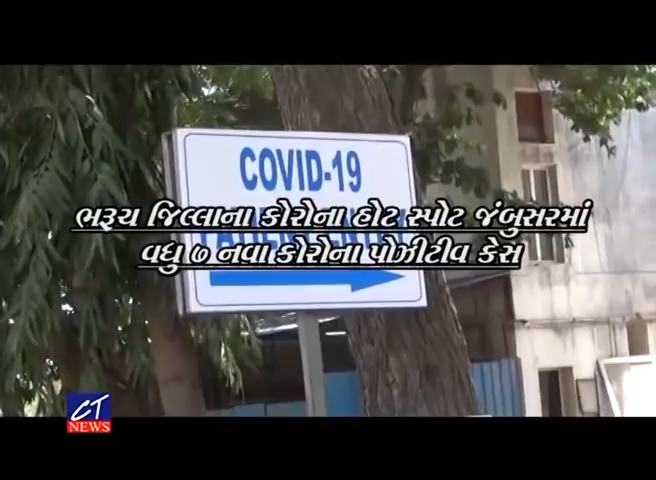 COVID-19
ભરૂચ જિલ્લાના કોરોના હોટ સ્પોટ જંબુસરમાં
વધુ ૭ નવા કોરોના પોઝીટીવ કેસ
CT
NEWS